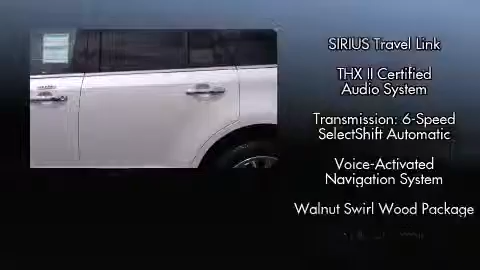 SIRIUS Travel Link
THX II Certified
Audio System
Transmission: 6-Speed
SelectShift Automatic
Voice-Activated
Navigation System
Walnut Swirl Wood Package